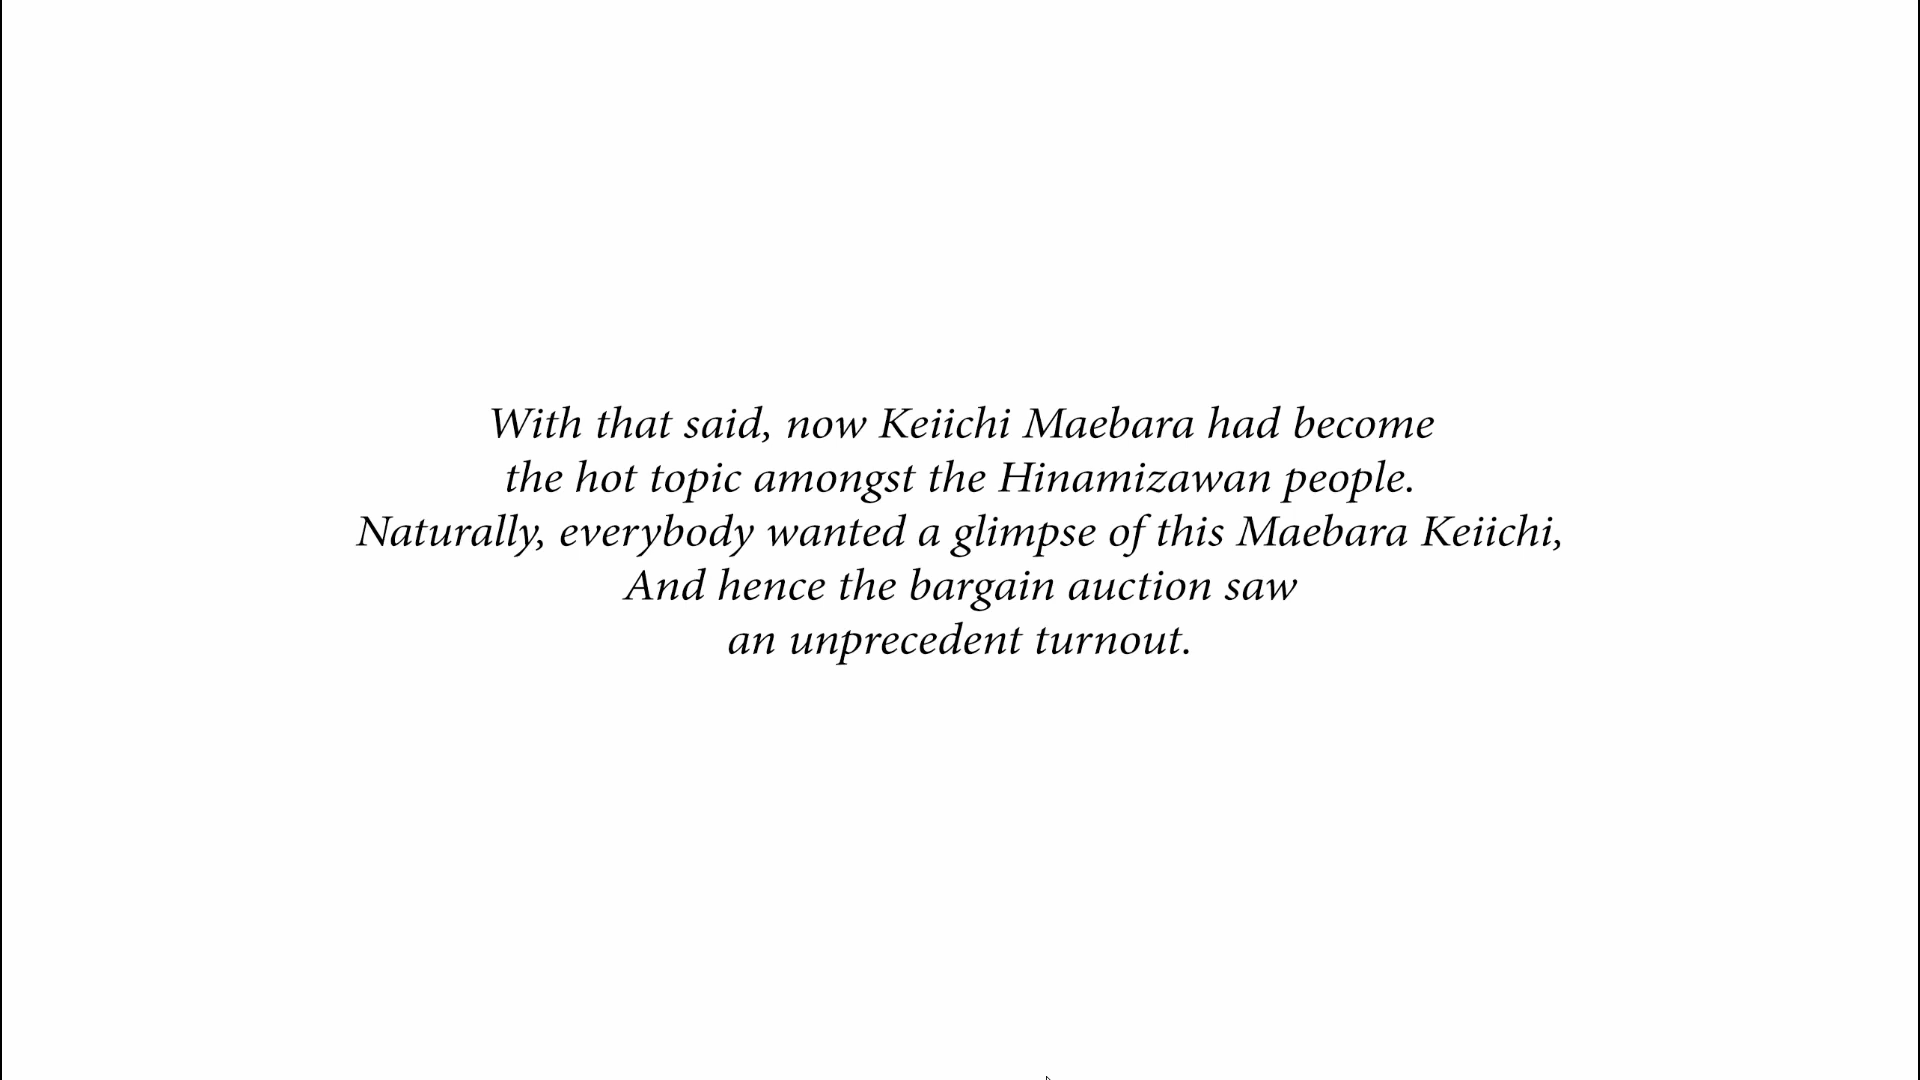 With that said, now Keiichi Maebara had become
the hot topic amongst the Hinamizawan people.
Naturally, everybody wanted a glimpse of this Maebara Keiichi,
And hence the bargain auction saw
an unprecedent turnout.